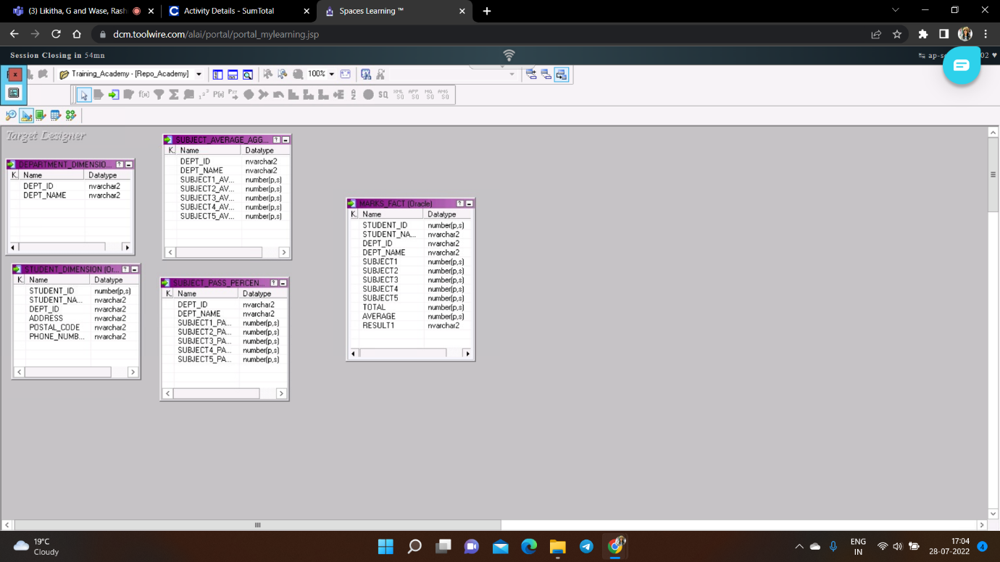 (3) Likitha, G and Wase, Rash
Activity Details - SumTotal
Spaces Learning ™
dcm.toolwire.com/alai/portal/portal_mylearning.jsp
Session Closing in 54mn
Training_Academy - [Repo_Academy]
100%
f(x)
SQ
Target Designer
SUBJECT_AVERAGE_AGG...
K. Name Datatype
DEPT_ID nvarchar2
DEPT_NAME nvarchar2
SUBJECT1_AV... number(p,s)
SUBJECT2_AV... number(p,s)
SUBJECT3_AV... number(p,s)
SUBJECT4_AV... number(p,s)
SUBJECT5_AV... number(p,s)
DEPARTMENT_DIMENSIO...
K. Name Datatype
DEPT_ID nvarchar2
DEPT_NAME nvarchar2
MARKS_FACT (Oracle)
K. Name Datatype
STUDENT_ID number(p,s)
STUDENT_NA... nvarchar2
DEPT_ID nvarchar2
DEPT_NAME nvarchar2
SUBJECT1 number(p,s)
SUBJECT2 number(p,s)
SUBJECT3 number(p,s)
SUBJECT4 number(p,s)
SUBJECT5 number(p,s)
TOTAL number(p,s)
AVERAGE number(p,s)
RESULT1 nvarchar2
STUDENT_DIMENSION (Or...
K. Name Datatype
STUDENT_ID number(p,s)
STUDENT_NA... nvarchar2
DEPT_ID nvarchar2
ADDRESS nvarchar2
POSTAL_CODE nvarchar2
PHONE_NUMB... nvarchar2
SUBJECT_PASS_PERCEN...
K. Name Datatype
DEPT_ID nvarchar2
DEPT_NAME nvarchar2
SUBJECT1_PA... number(p,s)
SUBJECT2_PA... number(p,s)
SUBJECT3_PA... number(p,s)
SUBJECT4_PA... number(p,s)
SUBJECT5_PA... number(p,s)
19°C
Cloudy
ENG
IN
17:04
28-07-2022
4